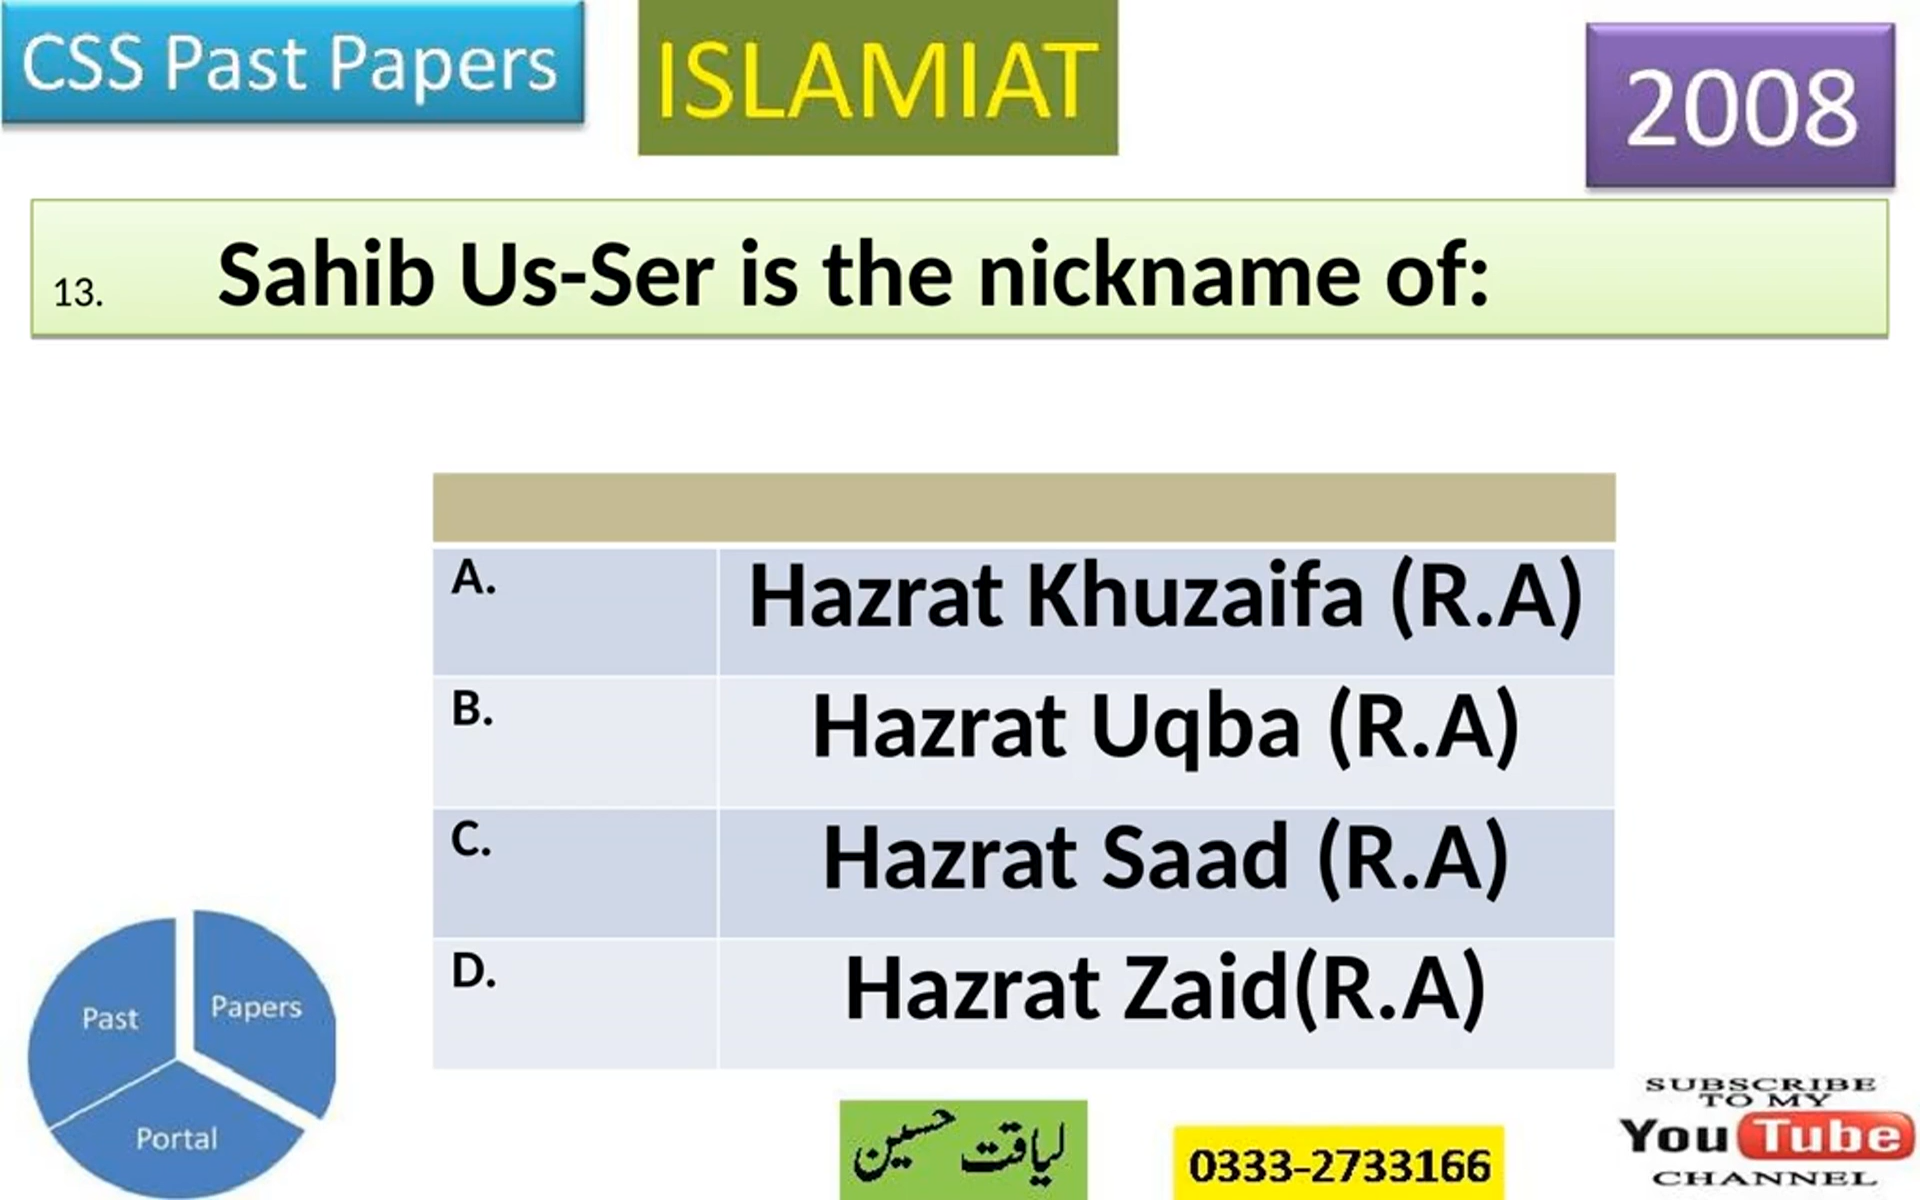 CSS Past Papers
ISLAMIAT
2008
13. Sahib Us-Ser is the nickname of:
A. Hazrat Khuzaifa (R.A)
B. Hazrat Uqba (R.A)
C. Hazrat Saad (R.A)
D. Hazrat Zaid(R.A)
Past
Papers
Portal
لیاقت حسین
0333-2733166
SUBSCRIBE
TO MY
YouTube
CHANNEL